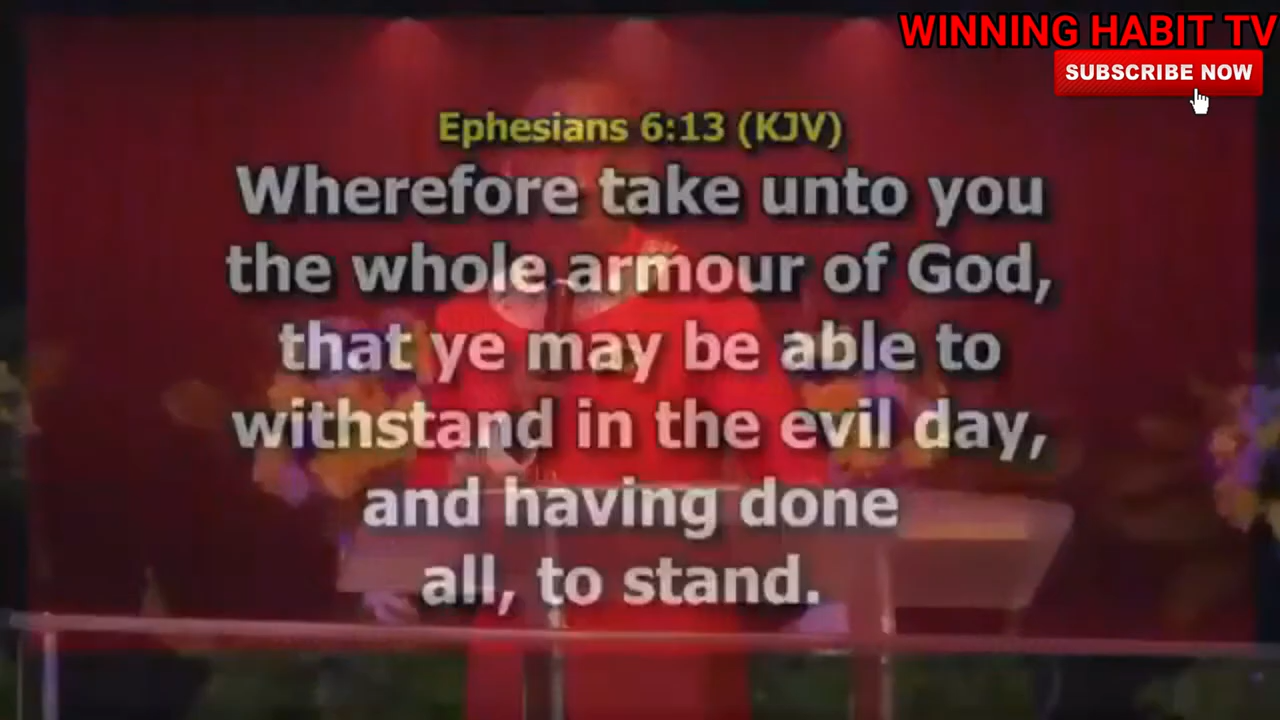 WINNING HABIT TV
SUBSCRIBE NOW
Ephesians 6:13 (KJV)
Wherefore take unto you
the whole armour of God,
that ye may be able to
withstand in the evil day,
and having done
all, to stand.